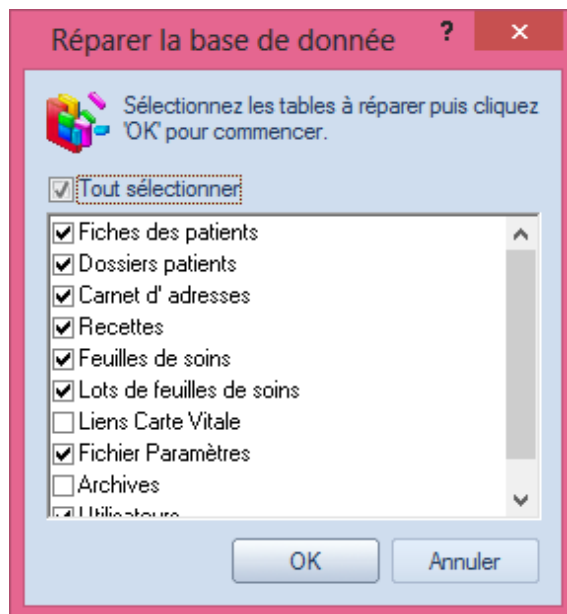 Réparer la base de donnée ? ×
Sélectionnez les tables à réparer puis cliquez
'OK' pour commencer.
Tout sélectionner
Fiches des patients
Dossiers patients
Carnet d' adresses
Recettes
Feuilles de soins
Lots de feuilles de soins
Liens Carte Vitale
Fichier Paramètres
Archives
Utilisateurs
OK Annuler